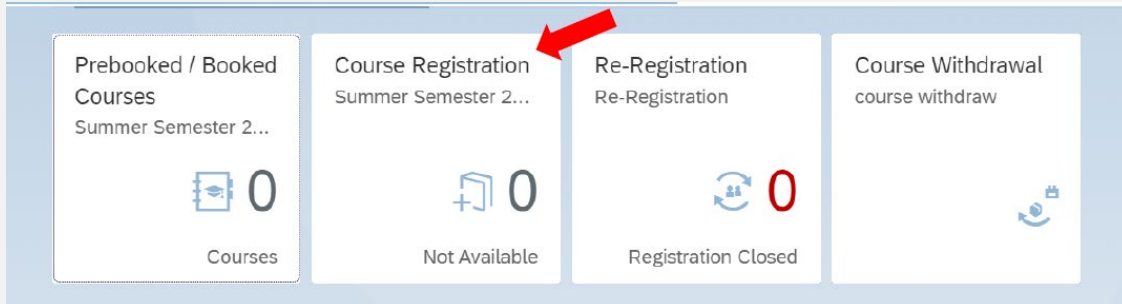 Prebooked / Booked
Courses
Summer Semester 2...
0
Courses
Course Registration
Summer Semester 2...
0
Not Available
Re-Registration
Re-Registration
0
Registration Closed
Course Withdrawal
course withdraw